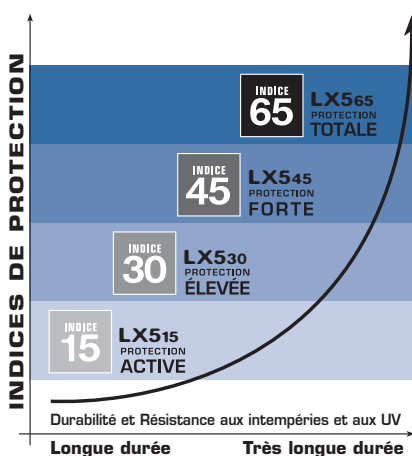 INDICES DE PROTECTION
INDICE
65
LX565
PROTECTION
TOTALE
INDICE
45
LX545
PROTECTION
FORTE
INDICE
30
LX530
PROTECTION
ÉLEVÉE
INDICE
15
LX515
PROTECTION
ACTIVE
Durabilité et Résistance aux intempéries et aux UV
Longue durée Très longue durée